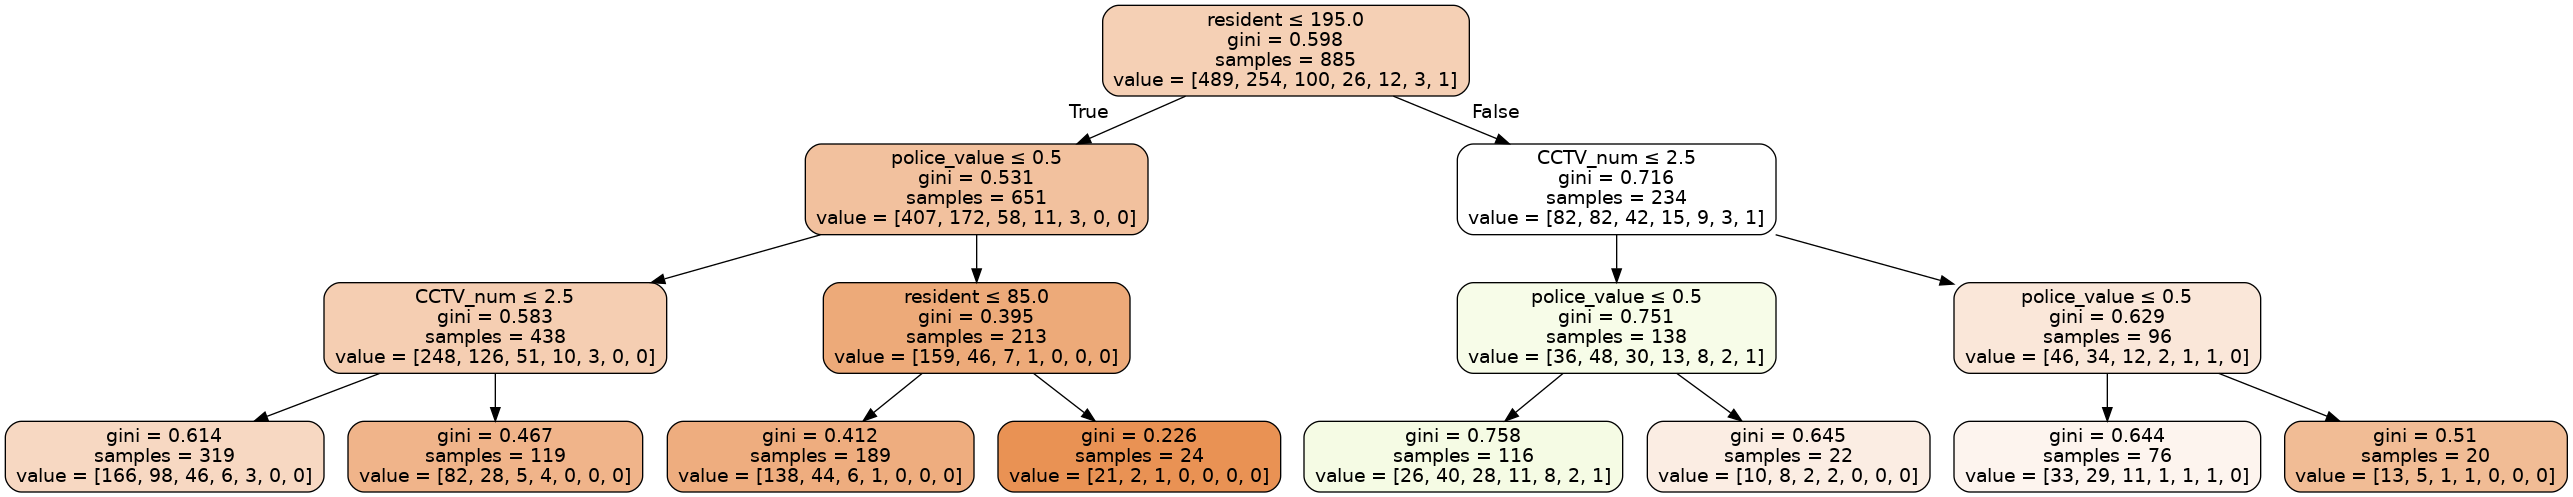 resident ≤ 195.0
gini = 0.598
samples = 885
value = [489, 254, 100, 26, 12, 3, 1]
True
False
police_value ≤ 0.5
gini = 0.531
samples = 651
value = [407, 172, 58, 11, 3, 0, 0]
CCTV_num ≤ 2.5
gini = 0.716
samples = 234
value = [82, 82, 42, 15, 9, 3, 1]
CCTV_num ≤ 2.5
gini = 0.583
samples = 438
value = [248, 126, 51, 10, 3, 0, 0]
resident ≤ 85.0
gini = 0.395
samples = 213
value = [159, 46, 7, 1, 0, 0, 0]
police_value ≤ 0.5
gini = 0.751
samples = 138
value = [36, 48, 30, 13, 8, 2, 1]
police_value ≤ 0.5
gini = 0.629
samples = 96
value = [46, 34, 12, 2, 1, 1, 0]
gini = 0.614
samples = 319
value = [166, 98, 46, 6, 3, 0, 0]
gini = 0.467
samples = 119
value = [82, 28, 5, 4, 0, 0, 0]
gini = 0.412
samples = 189
value = [138, 44, 6, 1, 0, 0, 0]
gini = 0.226
samples = 24
value = [21, 2, 1, 0, 0, 0, 0]
gini = 0.758
samples = 116
value = [26, 40, 28, 11, 8, 2, 1]
gini = 0.645
samples = 22
value = [10, 8, 2, 2, 0, 0, 0]
gini = 0.644
samples = 76
value = [33, 29, 11, 1, 1, 1, 0]
gini = 0.51
samples = 20
value = [13, 5, 1, 1, 0, 0, 0]